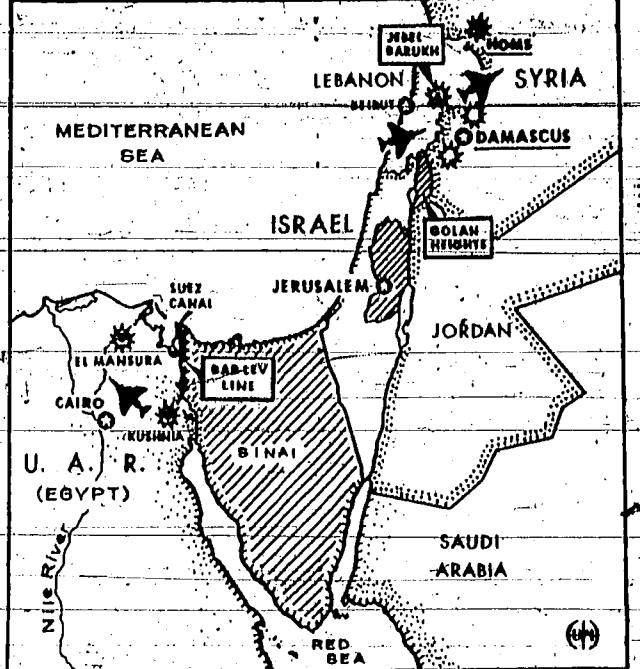 JEBEL
BARUKH
HOMS
LEBANON
SYRIA
BEIRUT
MEDITERRANEAN
SEA
DAMASCUS
ISRAEL
GOLAN
HEIGHTS
SUEZ
CANAL
JERUSALEM
JORDAN
EL MANSURA
BAR-LEV
LINE
CAIRO
KUSHNIA
SINAI
U. A. R.
(EGYPT)
Nile River
SAUDI
ARABIA
RED
SEA
UPI